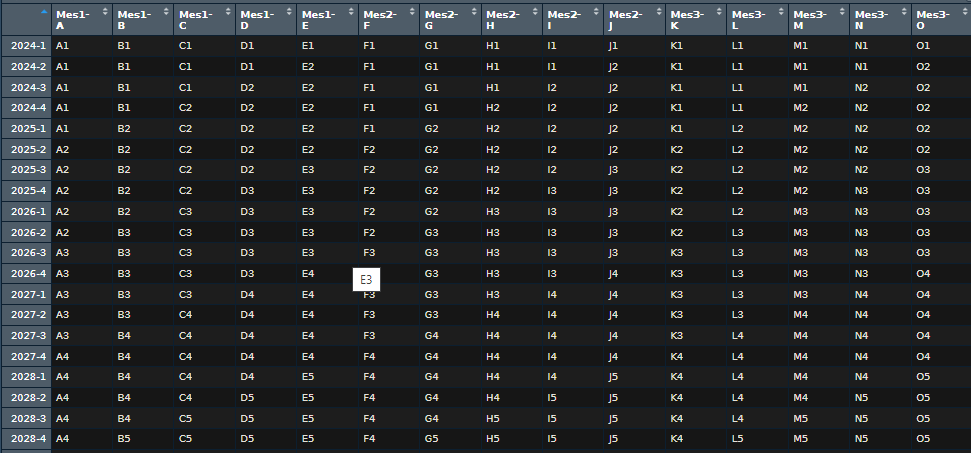 Mes1- Mes1- Mes1- Mes1- Mes1- Mes2- Mes2- Mes2- Mes2- Mes2- Mes3- Mes3- Mes3- Mes3- Mes3-
A B C D E F G H I J K L M N O
2024-1 A1 B1 C1 D1 E1 F1 G1 H1 I1 J1 K1 L1 M1 N1 O1
2024-2 A1 B1 C1 D1 E2 F1 G1 H1 I1 J2 K1 L1 M1 N1 O2
2024-3 A1 B1 C1 D2 E2 F1 G1 H1 I2 J2 K1 L1 M1 N2 O2
2024-4 A1 B1 C2 D2 E2 F1 G1 H2 I2 J2 K1 L1 M2 N2 O2
2025-1 A1 B2 C2 D2 E2 F1 G2 H2 I2 J2 K1 L2 M2 N2 O2
2025-2 A2 B2 C2 D2 E2 F2 G2 H2 I2 J2 K2 L2 M2 N2 O2
2025-3 A2 B2 C2 D2 E3 F2 G2 H2 I2 J3 K2 L2 M2 N2 O3
2025-4 A2 B2 C2 D3 E3 F2 G2 H2 I3 J3 K2 L2 M2 N3 O3
2026-1 A2 B2 C3 D3 E3 F2 G2 H3 I3 J3 K2 L2 M3 N3 O3
2026-2 A2 B3 C3 D3 E3 F2 G3 H3 I3 J3 K2 L3 M3 N3 O3
2026-3 A3 B3 C3 D3 E3 F3 G3 H3 I3 J3 K3 L3 M3 N3 O3
2026-4 A3 B3 C3 D3 E4 E3 G3 H3 I3 J4 K3 L3 M3 N3 O4
2027-1 A3 B3 C3 D4 E4 F3 G3 H3 I4 J4 K3 L3 M3 N4 O4
2027-2 A3 B3 C4 D4 E4 F3 G3 H4 I4 J4 K3 L3 M4 N4 O4
2027-3 A3 B4 C4 D4 E4 F3 G4 H4 I4 J4 K3 L4 M4 N4 O4
2027-4 A4 B4 C4 D4 E4 F4 G4 H4 I4 J4 K4 L4 M4 N4 O4
2028-1 A4 B4 C4 D4 E5 F4 G4 H4 I4 J5 K4 L4 M4 N4 O5
2028-2 A4 B4 C4 D5 E5 F4 G4 H4 I5 J5 K4 L4 M4 N5 O5
2028-3 A4 B4 C5 D5 E5 F4 G4 H5 I5 J5 K4 L4 M5 N5 O5
2028-4 A4 B5 C5 D5 E5 F4 G5 H5 I5 J5 K4 L5 M5 N5 O5